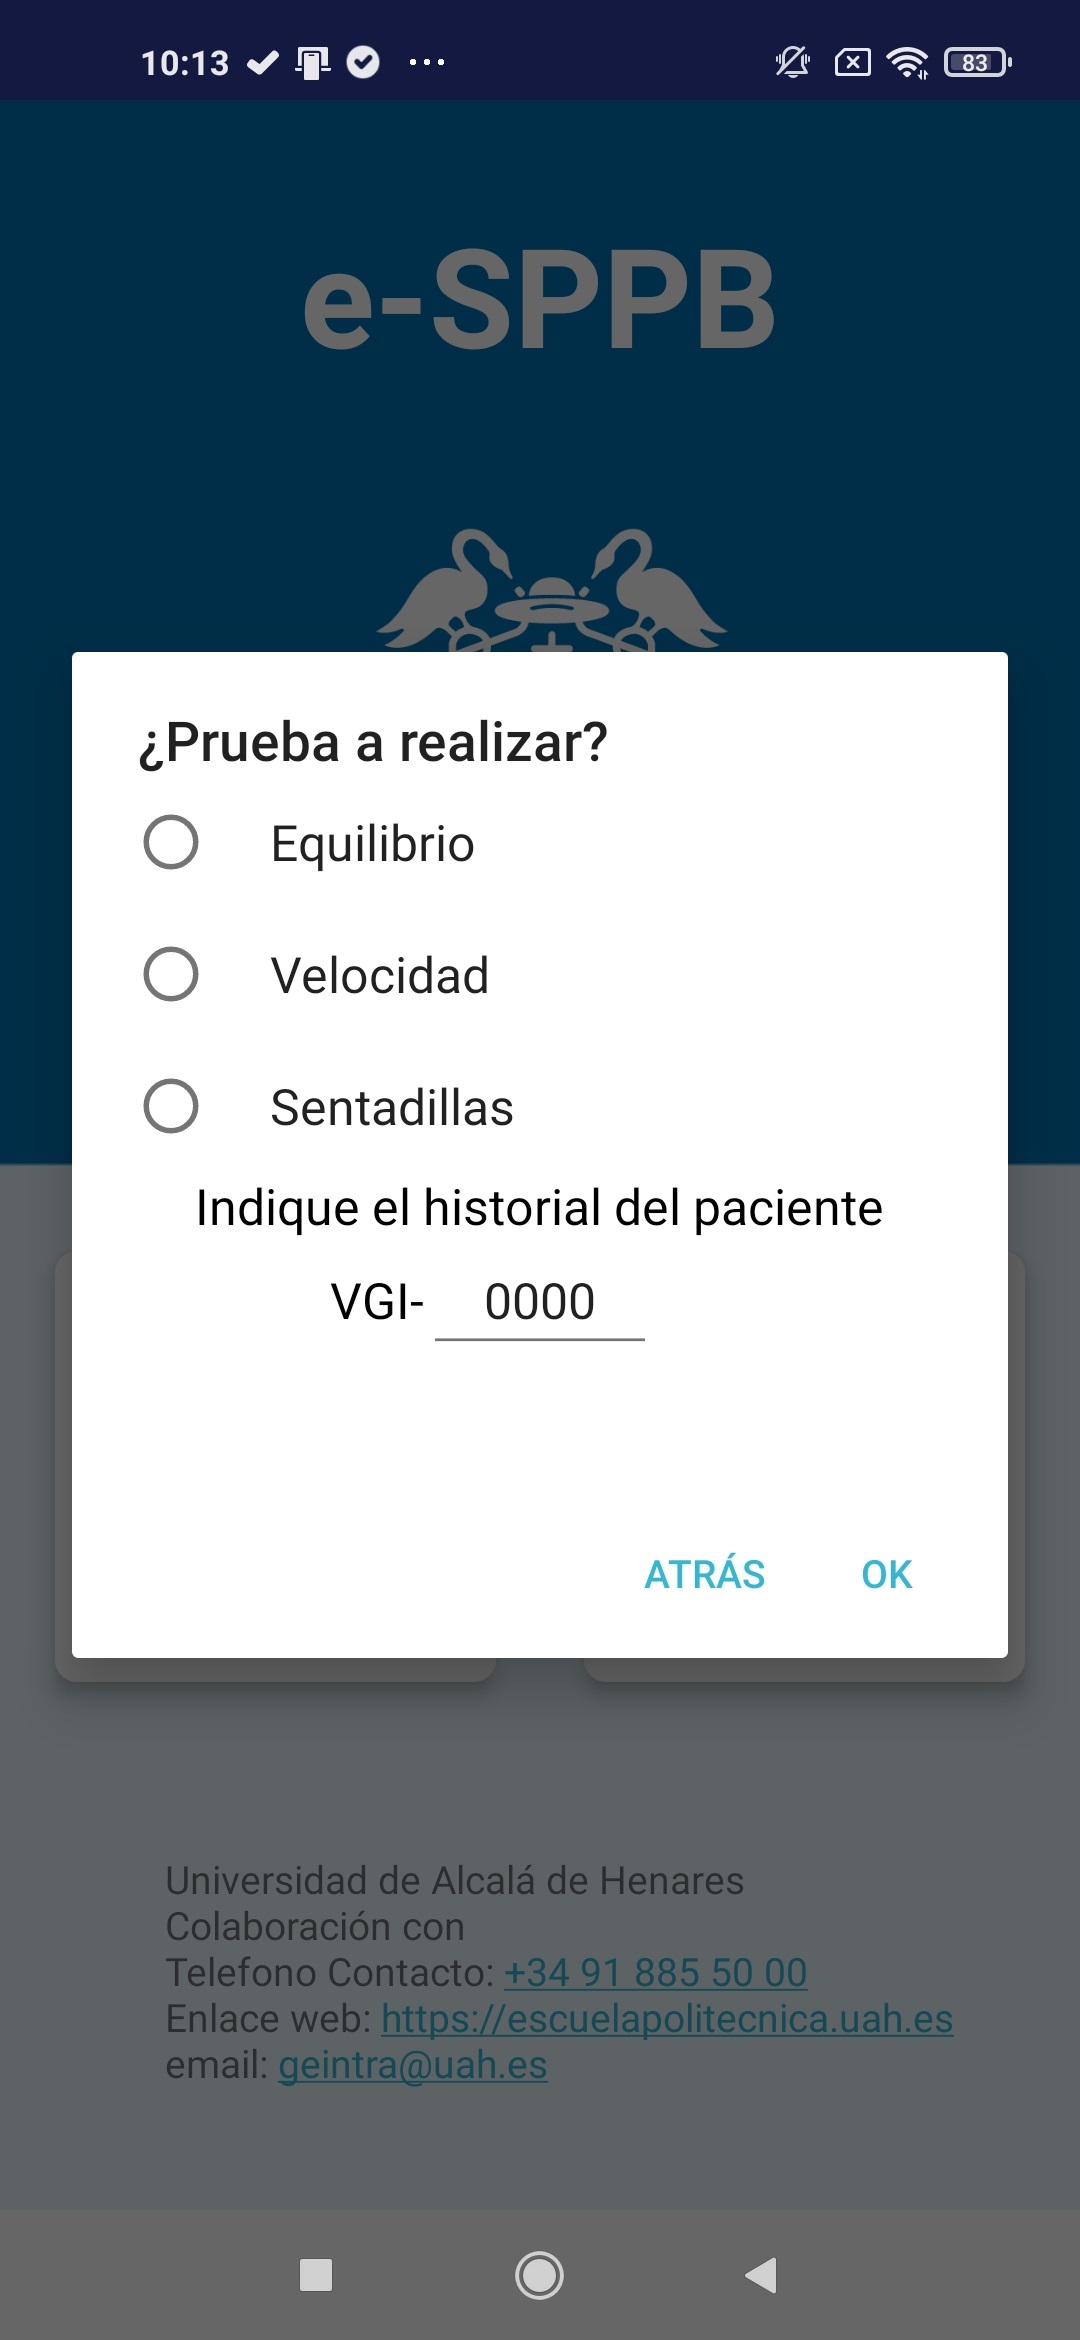 10:13
83
e-SPPB
¿Prueba a realizar?
Equilibrio
Velocidad
Sentadillas
Indique el historial del paciente
VGI- 0000
ATRÁS OK
Universidad de Alcalá de Henares
Colaboración con
Telefono Contacto: +34 91 885 50 00
Enlace web: https://escuelapolitecnica.uah.es
email: geintra@uah.es